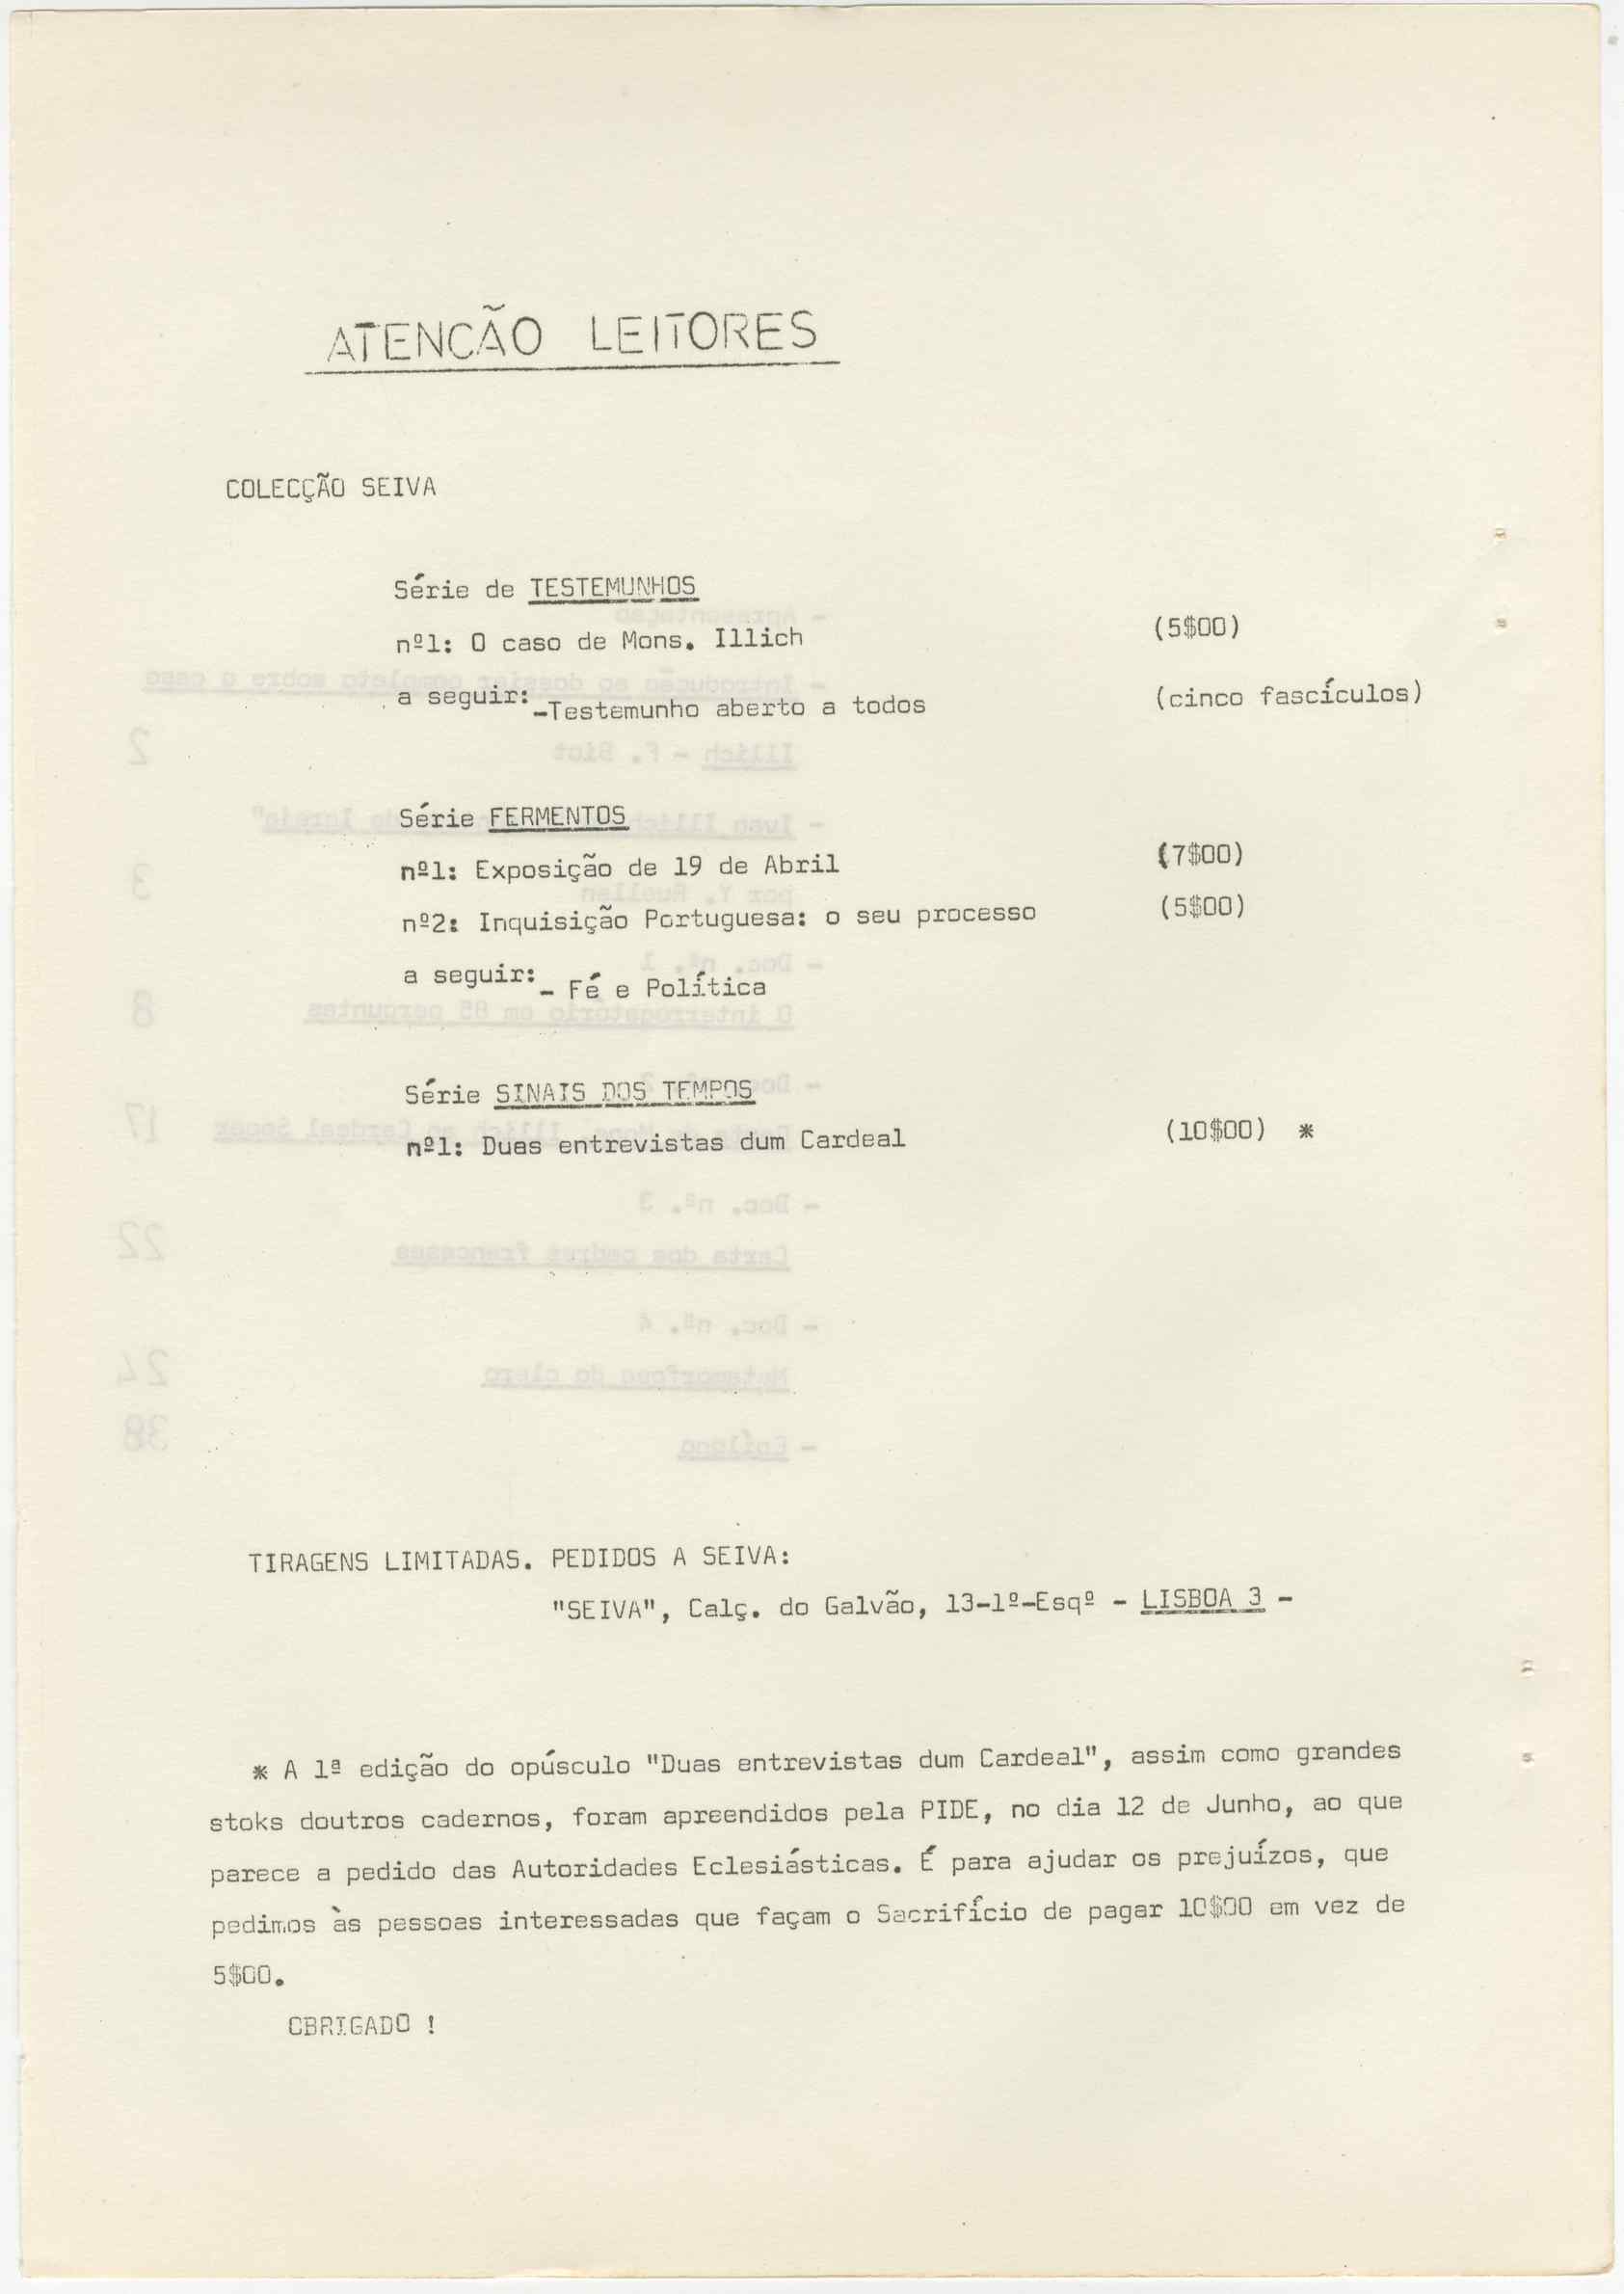 ATENCÃO LEITORES
COLECÇÃO SEIVA
Série de TESTEMUNHOS
nº1: O caso de Mons. Illich (5$00)
a seguir: -Testemunho aberto a todos (cinco fascículos)
Série FERMENTOS
nº1: Exposição de 19 de Abril (7$00)
nº2: Inquisição Portuguesa: o seu processo (5$00)
a seguir: - Fé e Política
Série SINAIS DOS TEMPOS
nº1: Duas entrevistas dum Cardeal (10$00) *
TIRAGENS LIMITADAS. PEDIDOS A SEIVA:
"SEIVA", Calç. do Galvão, 13-1º-Esqº - LISBOA 3 -
* A 1ª edição do opúsculo "Duas entrevistas dum Cardeal", assim como grandes
stoks doutros cadernos, foram apreendidos pela PIDE, no dia 12 de Junho, ao que
parece a pedido das Autoridades Eclesiásticas. É para ajudar os prejuízos, que
pedimos às pessoas interessadas que façam o Sacrifício de pagar 10$00 em vez de
5$00.
OBRIGADO !